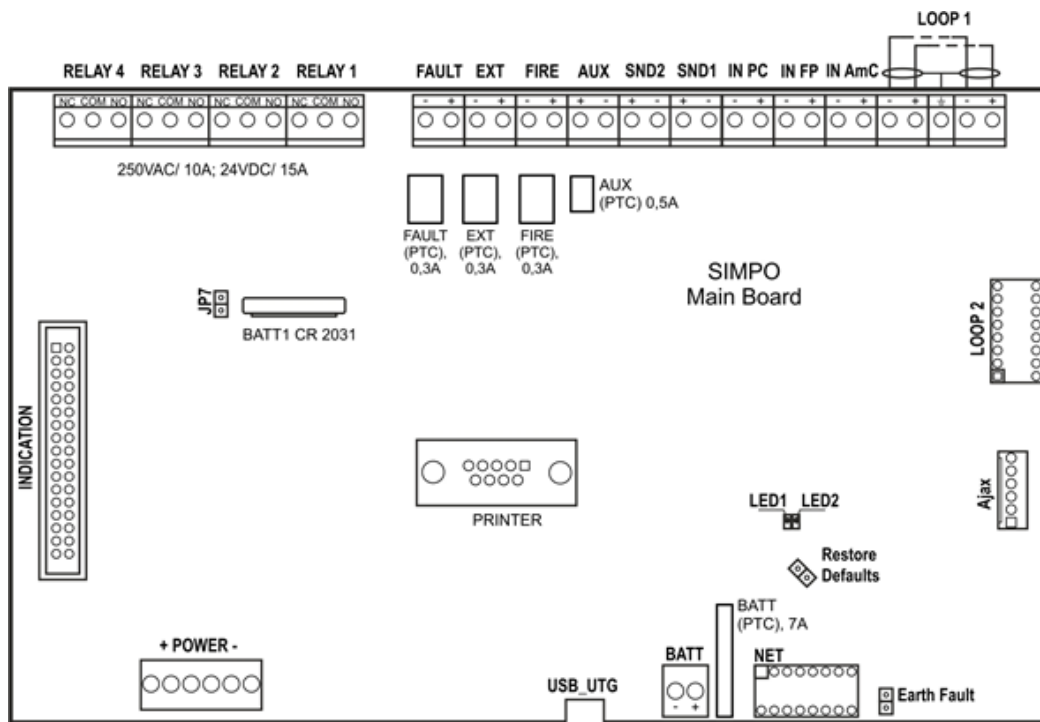 LOOP 1
RELAY 4 RELAY 3 RELAY 2 RELAY 1 FAULT EXT FIRE AUX SND2 SND1 IN PC IN FP IN AmC
NC COM NO NC COM NO NC COM NO NC COM NO - + - + - + + - + - + - - + - + - + - + - +
250VAC/ 10A; 24VDC/ 15A
AUX
(PTC) 0,5A
FAULT
(PTC),
0,3A
EXT
(PTC),
0,3A
FIRE
(PTC),
0,3A
SIMPO
Main Board
JP7
BATT1 CR 2031
LOOP 2
INDICATION
PRINTER
Ajax
LED1 LED2
Restore
Defaults
BATT
(PTC), 7A
+ POWER -
BATT
- +
NET
USB_UTG
Earth Fault